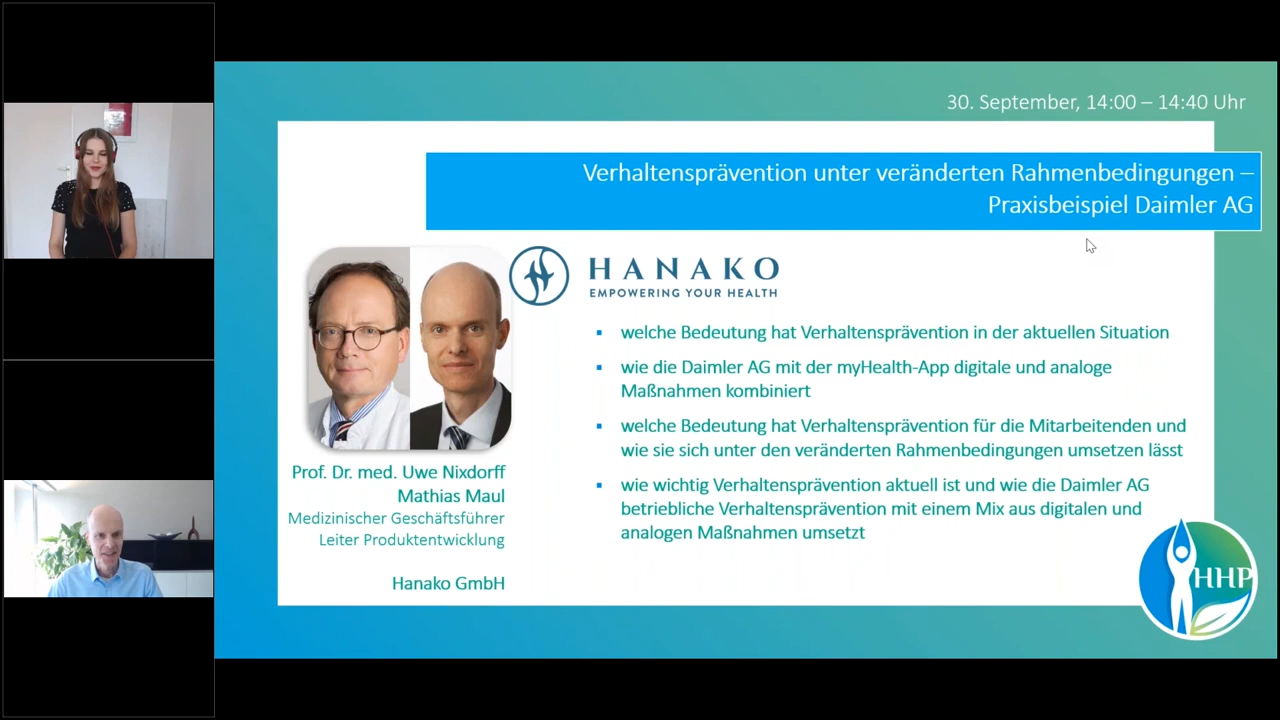 30. September, 14:00 – 14:40 Uhr
Verhaltensprävention unter veränderten Rahmenbedingungen –
Praxisbeispiel Daimler AG
HANAKO
EMPOWERING YOUR HEALTH
▪ welche Bedeutung hat Verhaltensprävention in der aktuellen Situation
▪ wie die Daimler AG mit der myHealth-App digitale und analoge
Maßnahmen kombiniert
▪ welche Bedeutung hat Verhaltensprävention für die Mitarbeitenden und
wie sie sich unter den veränderten Rahmenbedingungen umsetzen lässt
▪ wie wichtig Verhaltensprävention aktuell ist und wie die Daimler AG
betriebliche Verhaltensprävention mit einem Mix aus digitalen und
analogen Maßnahmen umsetzt
Prof. Dr. med. Uwe Nixdorff
Mathias Maul
Medizinischer Geschäftsführer
Leiter Produktentwicklung
Hanako GmbH
HHP